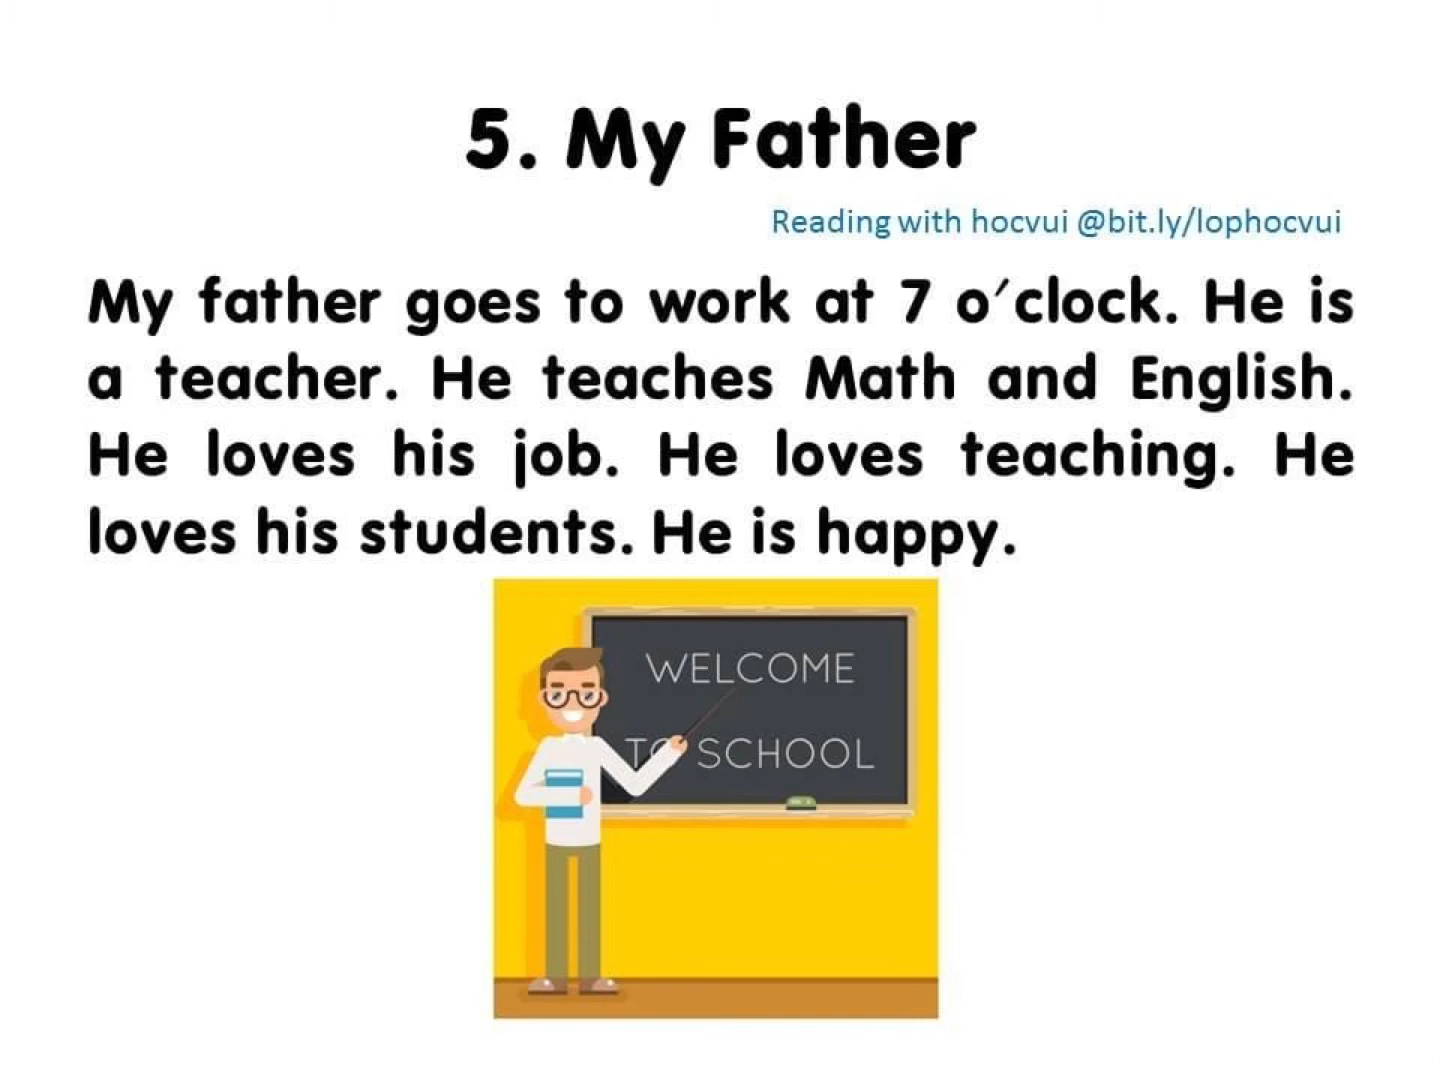 5. My Father
Reading with hocvui @bit.ly/lophocvui
My father goes to work at 7 o′clock. He is
a teacher. He teaches Math and English.
He loves his job. He loves teaching. He
loves his students. He is happy.
WELCOME
TO SCHOOL